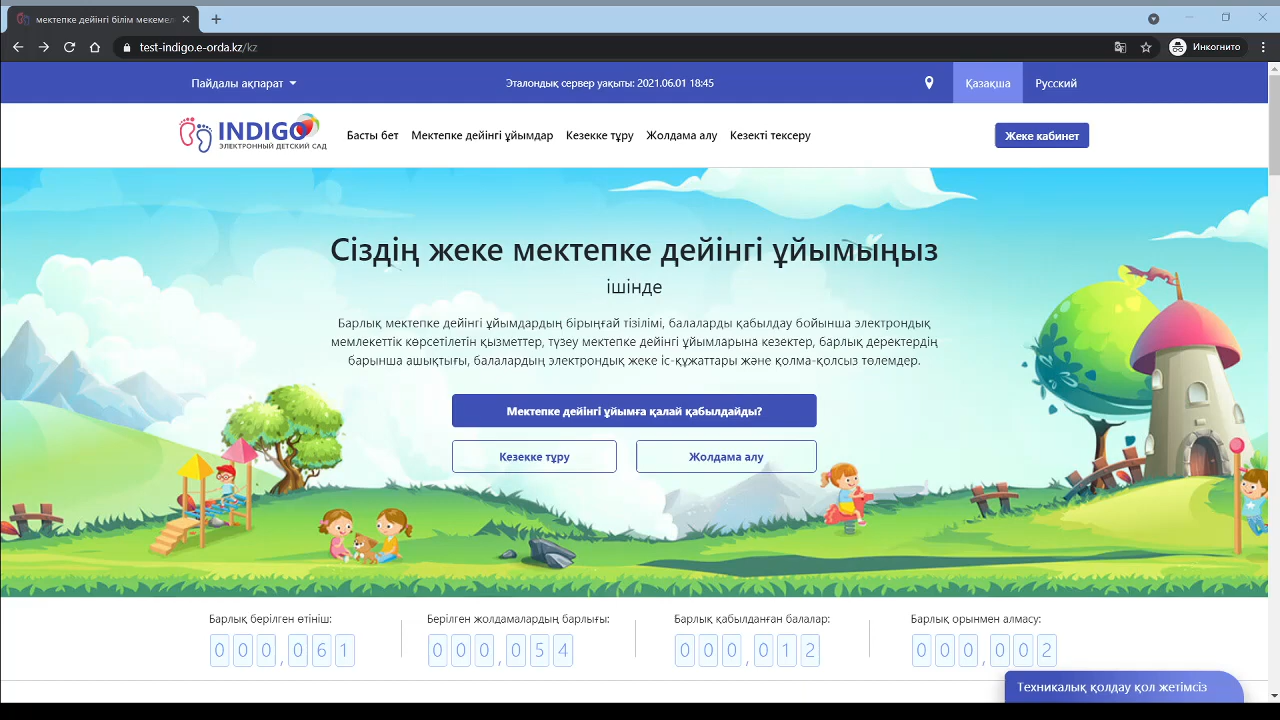 мектепке дейінгі білім мекемел
test-indigo.e-orda.kz/kz
Инкогнито
Пайдалы ақпарат
Эталондық сервер уақыты: 2021.06.01 18:45
Қазақша
Русский
INDIGO
ЭЛЕКТРОННЫЙ ДЕТСКИЙ САД
Басты бет
Мектепке дейінгі ұйымдар
Кезекке тұру
Жолдама алу
Кезекті тексеру
Жеке кабинет
Сіздің жеке мектепке дейінгі ұйымыңыз
ішінде
Барлық мектепке дейінгі ұйымдардың бірыңғай тізілімі, балаларды қабылдау бойынша электрондық
мемлекеттік көрсетілетін қызметтер, түзеу мектепке дейінгі ұйымларына кезектер, барлық деректердің
барынша ашықтығы, балалардың электрондық жеке іс-құжаттары және қолма-қолсыз төлемдер.
Мектепке дейінгі ұйымға қалай қабылдайды?
Кезекке тұру
Жолдама алу
Барлық берілген өтініш:
000,061
Берілген жолдамалардың барлығы:
000,054
Барлық қабылданған балалар:
000,012
Барлық орынмен алмасу:
000,002
Техникалық қолдау қол жетімсіз